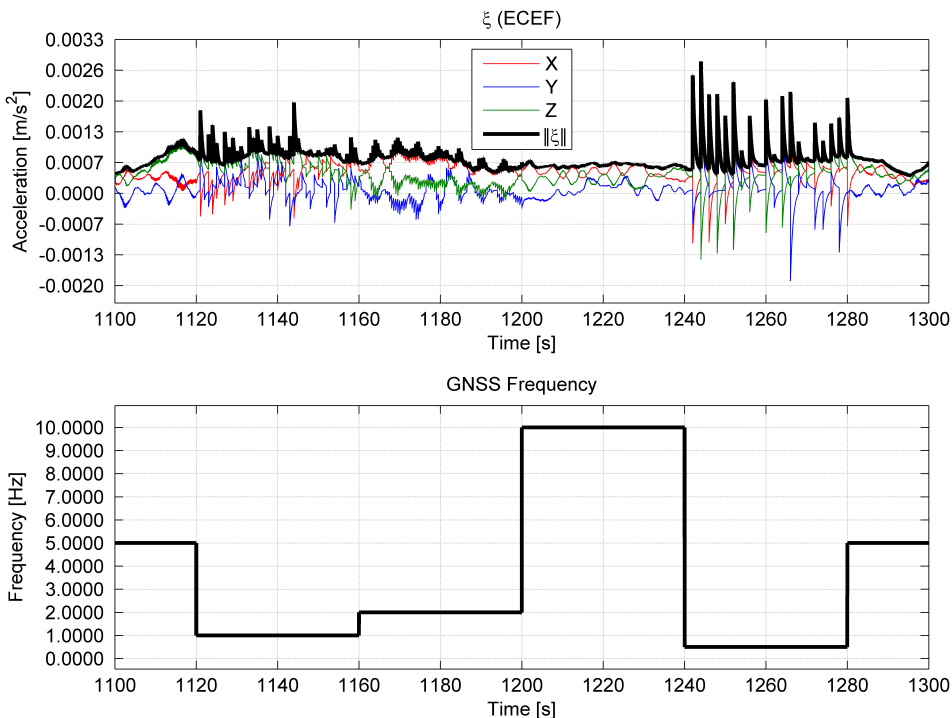 ξ (ECEF)
Acceleration [m/s²]
0.0033
0.0026
0.0020
0.0013
0.0007
0.0000
-0.0007
-0.0013
-0.0020
X
Y
Z
‖ξ‖
1100 1120 1140 1160 1180 1200 1220 1240 1260 1280 1300
Time [s]
GNSS Frequency
Frequency [Hz]
10.0000
9.0000
8.0000
7.0000
6.0000
5.0000
4.0000
3.0000
2.0000
1.0000
0.0000
1100 1120 1140 1160 1180 1200 1220 1240 1260 1280 1300
Time [s]